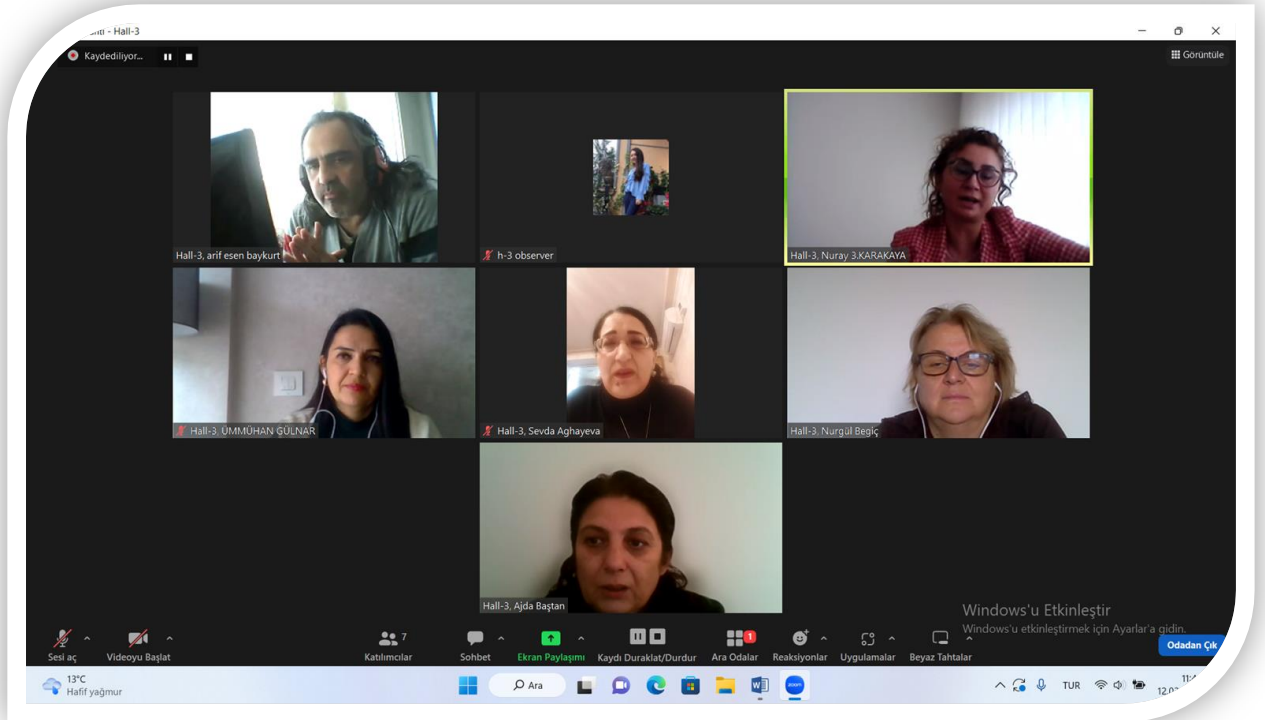 - Hall-3
Kaydediliyor...
Görüntüle
Hall-3, arif esen baykurt
h-3 observer
Hall-3, Nuray 3.KARAKAYA
Hall-3, ÜMMÜHAN GÜLNAR
Hall-3, Sevda Aghayeva
Hall-3, Nurgül Begiç
Hall-3, Ajda Baştan
Windows'u Etkinleştir
Windows'u etkinleştirmek için Ayarlar'a gidin.
Sesi aç
Videoyu Başlat
7
Katılımcılar
Sohbet
Ekran Paylaşımı
Kaydı Duraklat/Durdur
1
Ara Odalar
Reaksiyonlar
Uygulamalar
Beyaz Tahtalar
Odadan Çık
13°C
Hafif yağmur
Ara
zoom
TUR